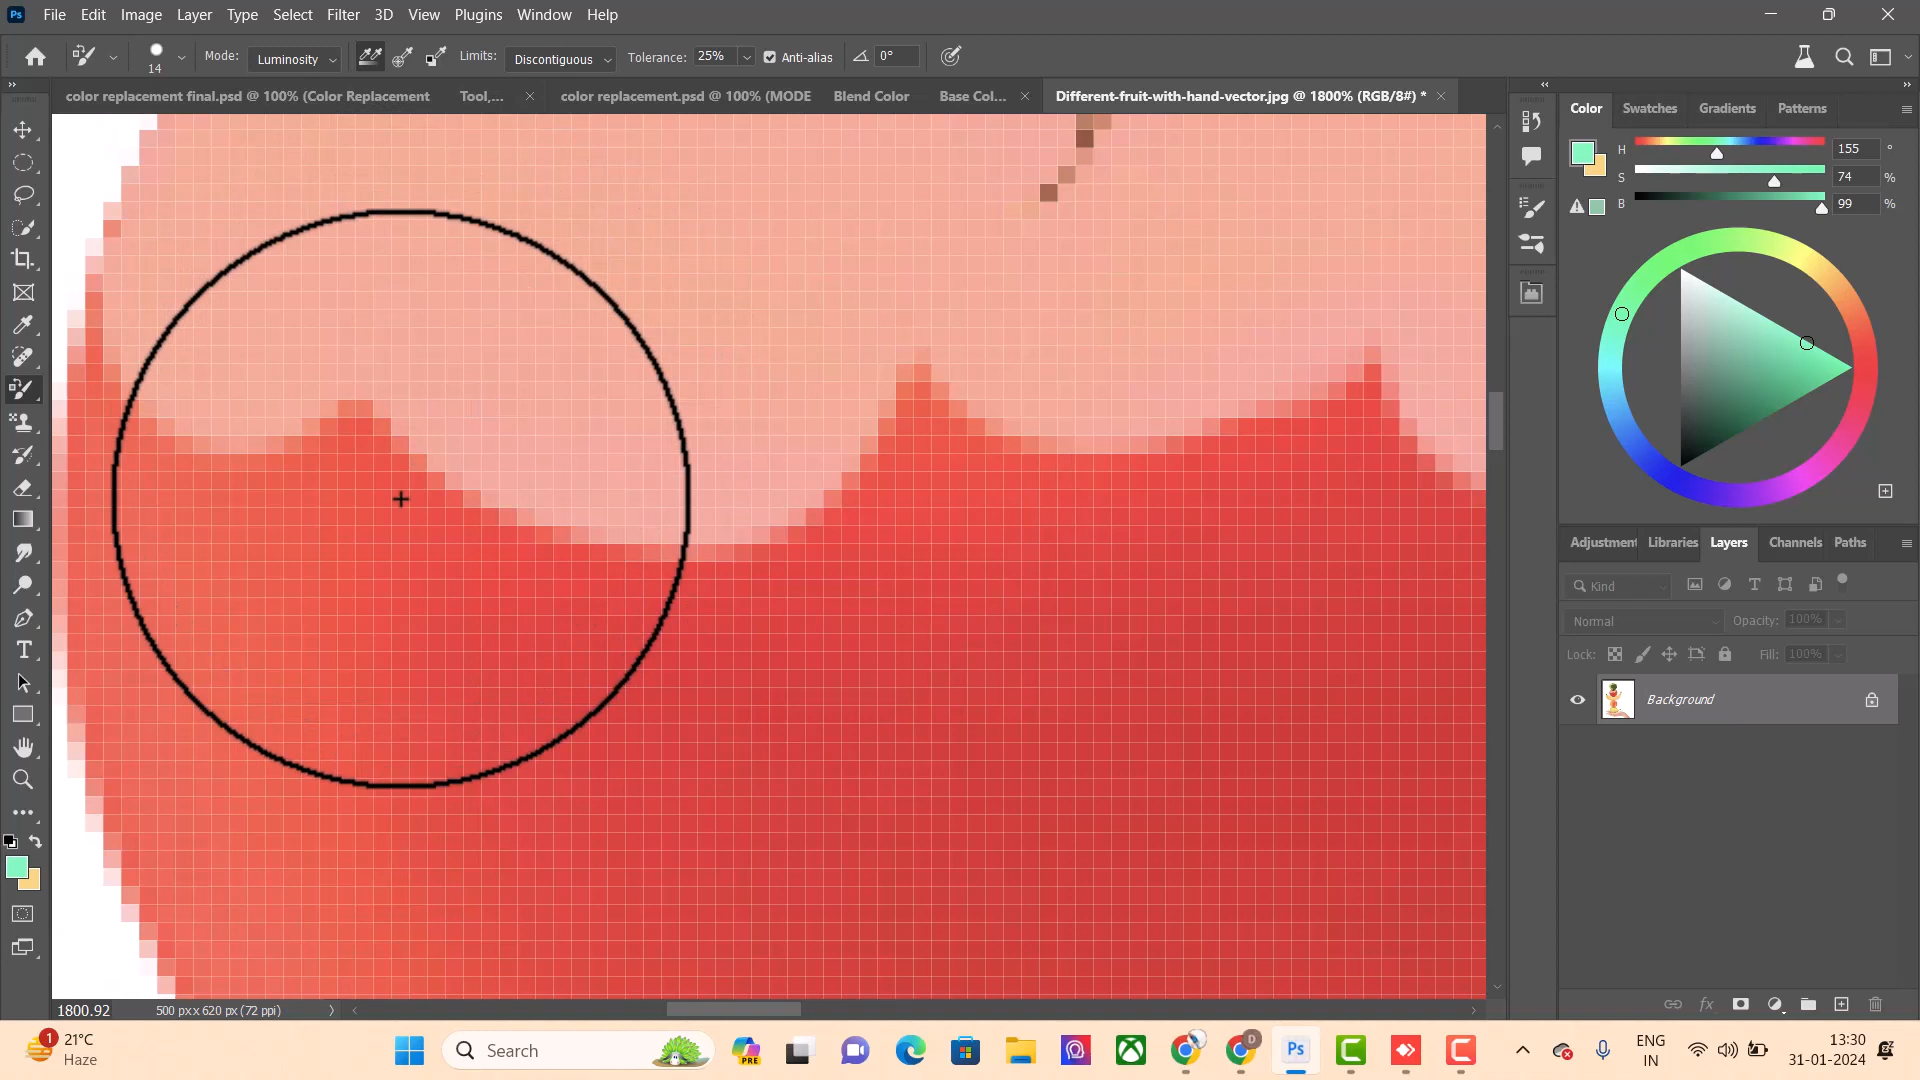 Ps File Edit Image Layer Type Select Filter 3D View Plugins Window Help
14 Mode: Luminosity Limits: Discontiguous Tolerance: 25% Anti-alias 0°
color replacement final.psd @ 100% (Color Replacement Tool,... color replacement.psd @ 100% (MODE Blend Color Base Col... Different-fruit-with-hand-vector.jpg @ 1800% (RGB/8#) *
Color Swatches Gradients Patterns
H 155 °
S 74 %
B 99 %
Adjustment Libraries Layers Channels Paths
Kind
Normal Opacity: 100%
Lock: Fill: 100%
Background
1800.92 500 px x 620 px (72 ppi)
1 21°C
Haze
Search
PRE
D
Ps
ENG
IN
13:30
31-01-2024